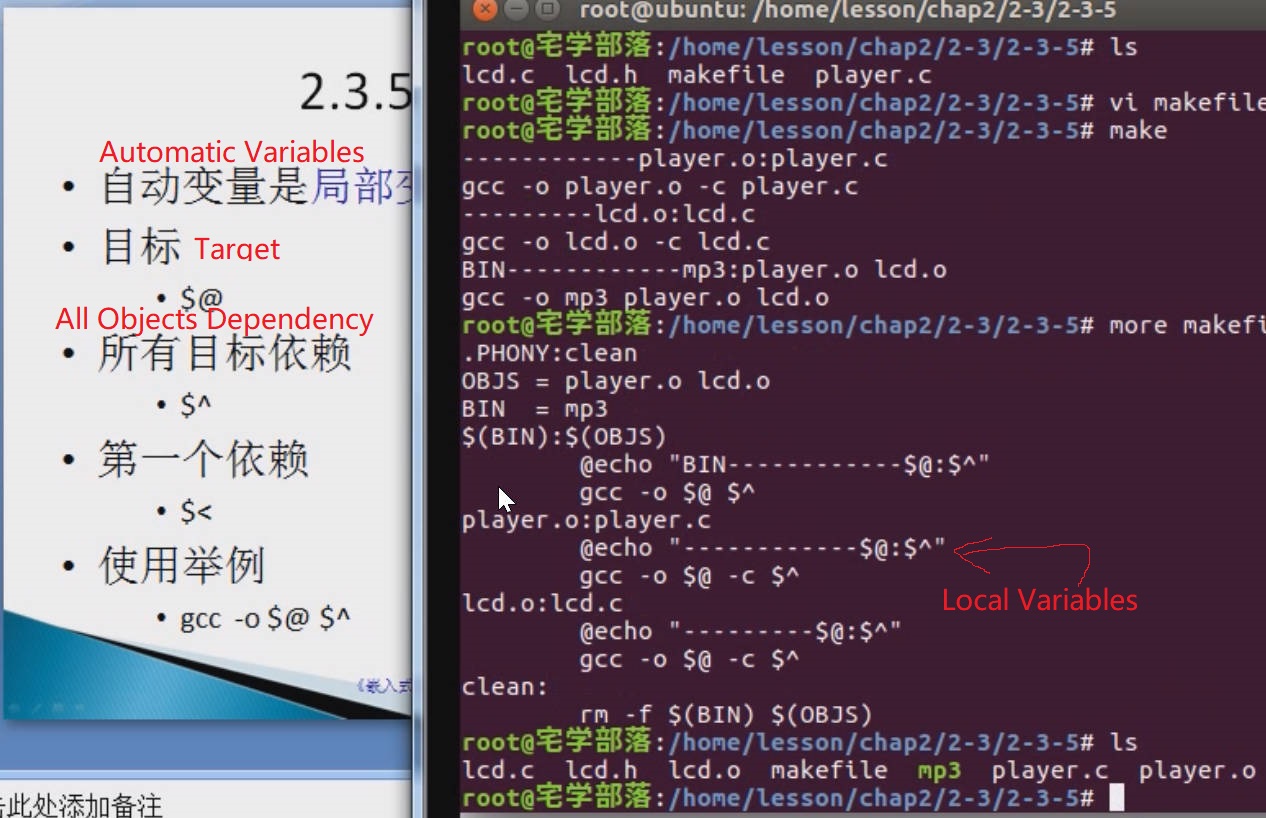 2.3.5
Automatic Variables
• 自动变量是局部
• 目标 Target
• $@
All Objects Dependency
• 所有目标依赖
• $^
• 第一个依赖
• $<
• 使用举例
• gcc -o $@ $^
《嵌入式
击此处添加备注
root@ubuntu: /home/lesson/chap2/2-3/2-3-5
root@宅学部落:/home/lesson/chap2/2-3/2-3-5# ls
lcd.c lcd.h makefile player.c
root@宅学部落:/home/lesson/chap2/2-3/2-3-5# vi makefile
root@宅学部落:/home/lesson/chap2/2-3/2-3-5# make
------------player.o:player.c
gcc -o player.o -c player.c
---------lcd.o:lcd.c
gcc -o lcd.o -c lcd.c
BIN------------mp3:player.o lcd.o
gcc -o mp3 player.o lcd.o
root@宅学部落:/home/lesson/chap2/2-3/2-3-5# more makefi
.PHONY:clean
OBJS = player.o lcd.o
BIN = mp3
$(BIN):$(OBJS)
@echo "BIN------------$@:$^"
gcc -o $@ $^
player.o:player.c
@echo "------------$@:$^"
gcc -o $@ -c $^
Local Variables
lcd.o:lcd.c
@echo "---------$@:$^"
gcc -o $@ -c $^
clean:
rm -f $(BIN) $(OBJS)
root@宅学部落:/home/lesson/chap2/2-3/2-3-5# ls
lcd.c lcd.h lcd.o makefile mp3 player.c player.o
root@宅学部落:/home/lesson/chap2/2-3/2-3-5#